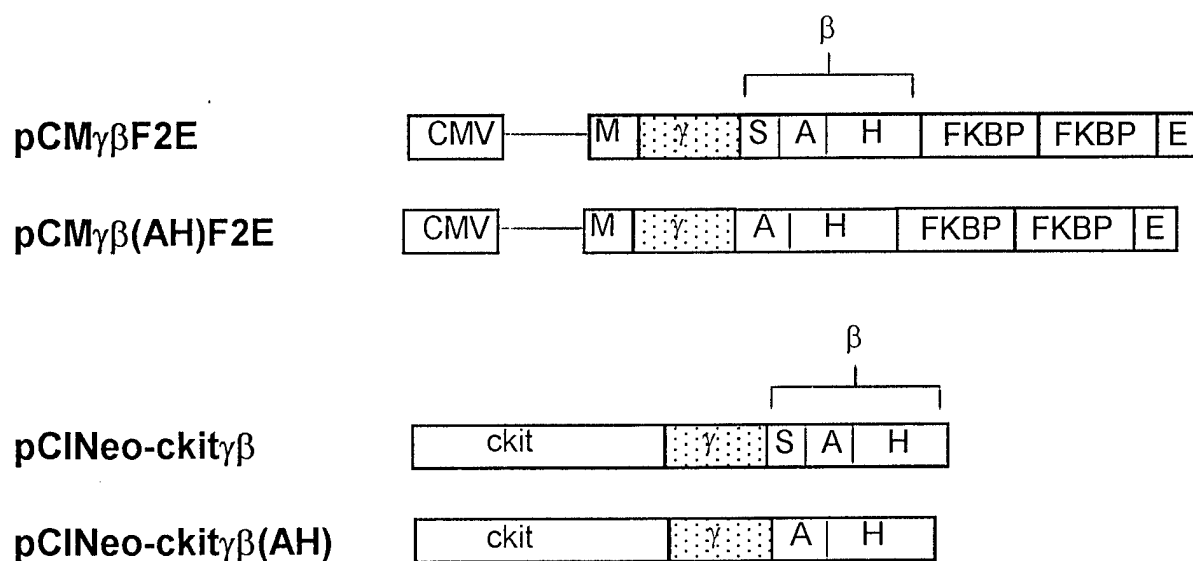 β
pCMγβF2E CMV M γ S A H FKBP FKBP E
pCMγβ(AH)F2E CMV M γ A H FKBP FKBP E
β
pCINeo-ckitγβ ckit γ S A H
pCINeo-ckitγβ(AH) ckit γ A H